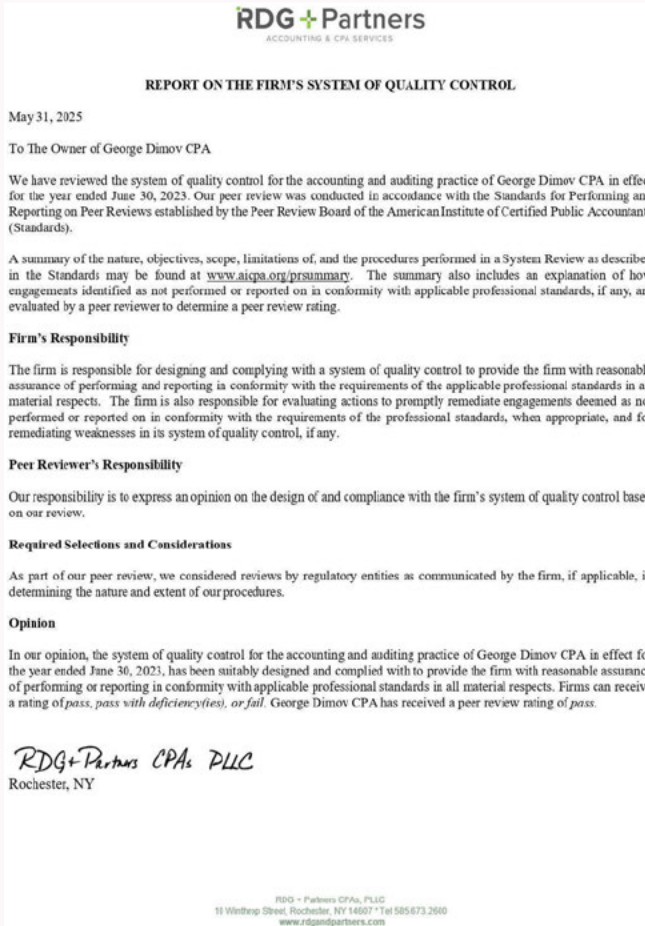 RDG + Partners
ACCOUNTING & CPA SERVICES
REPORT ON THE FIRM'S SYSTEM OF QUALITY CONTROL
May 31, 2025
To The Owner of George Dimov CPA
We have reviewed the system of quality control for the accounting and auditing practice of George Dimov CPA in effec
for the year ended June 30, 2023. Our peer review was conducted in accordance with the Standards for Performing an
Reporting on Peer Reviews established by the Peer Review Board of the American Institute of Certified Public Accountant
(Standards).
A summary of the nature, objectives, scope, limitations of, and the procedures performed in a System Review as describe
in the Standards may be found at www.aicpa.org/prsummary. The summary also includes an explanation of how
engagements identified as not performed or reported on in conformity with applicable professional standards, if any, ar
evaluated by a peer reviewer to determine a peer review rating.
Firm's Responsibility
The firm is responsible for designing and complying with a system of quality control to provide the firm with reasonabl
assurance of performing and reporting in conformity with the requirements of the applicable professional standards in a
material respects. The firm is also responsible for evaluating actions to promptly remediate engagements deemed as no
performed or reported on in conformity with the requirements of the professional standards, when appropriate, and fo
remediating weaknesses in its system of quality control, if any.
Peer Reviewer's Responsibility
Our responsibility is to express an opinion on the design of and compliance with the firm's system of quality control base
on our review.
Required Selections and Considerations
As part of our peer review, we considered reviews by regulatory entities as communicated by the firm, if applicable, i
determining the nature and extent of our procedures.
Opinion
In our opinion, the system of quality control for the accounting and auditing practice of George Dimov CPA in effect fo
the year ended June 30, 2023, has been suitably designed and complied with to provide the firm with reasonable assuranc
of performing or reporting in conformity with applicable professional standards in all material respects. Firms can receiv
a rating of pass, pass with deficiency(ies), or fail. George Dimov CPA has received a peer review rating of pass.
RDG+Partners CPAs PLLC
Rochester, NY
RDG + Partners CPAs, PLLC
10 Winthrop Street, Rochester, NY 14607 * Tel 585.673.2600
www.rdgandpartners.com